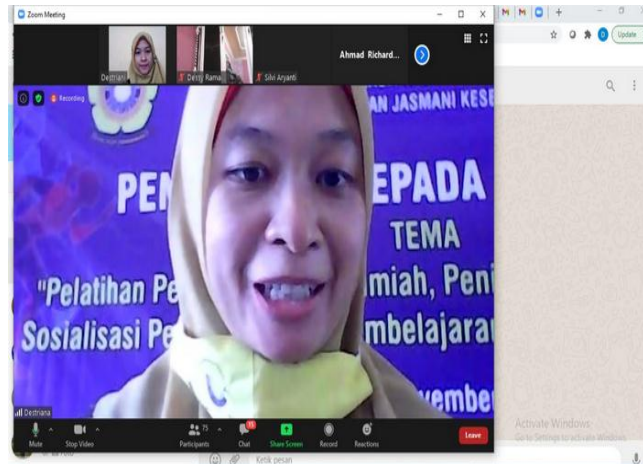 Zoom Meeting
Update
Destriani
Desty Rama
Silvi Aryanti
Ahmad Richard...
Recording
AN JASMANI KESE
PEN EPADA
TEMA
"Pelatihan Pe miah, Peni
Sosialisasi Pe mbelajara
vembe
Destriana
Mute
Stop Video
75
Participants
Chat
Share Screen
Record
Reactions
Leave
Activate Windows
Go to Settings to activate Windows.
Ketik pesan